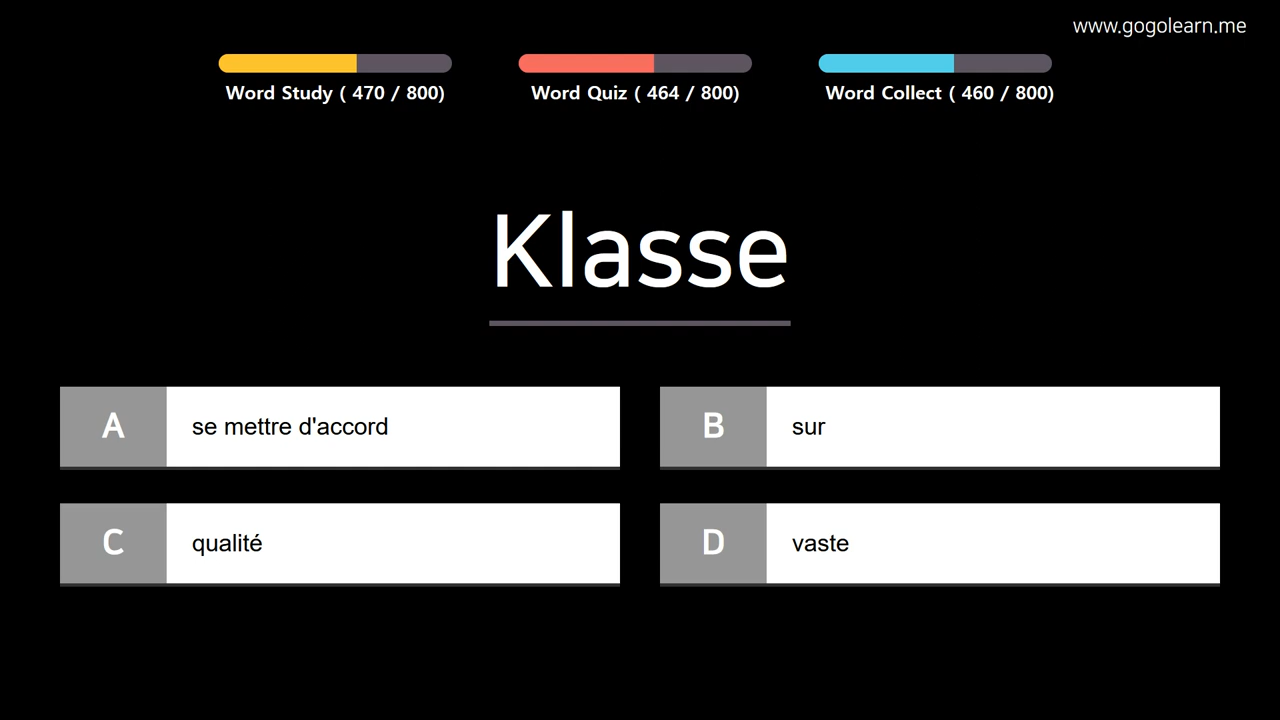 www.gogolearn.me
Word Study ( 470 / 800)
Word Quiz ( 464 / 800)
Word Collect ( 460 / 800)
Klasse
A
se mettre d'accord
B
sur
C
qualité
D
vaste